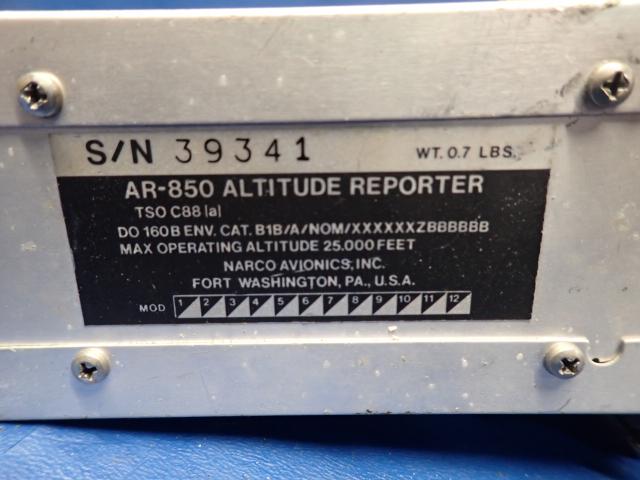 S/N 39341 WT. 0.7 LBS.
AR-850 ALTITUDE REPORTER
TSO C88 (a)
DO 160B ENV. CAT. B1B/A/NOM/XXXXXXZBBBBBB
MAX OPERATING ALTITUDE 25.000 FEET
NARCO AVIONICS, INC.
FORT WASHINGTON, PA., U.S.A.
MOD 1 2 3 4 5 6 7 8 9 10 11 12